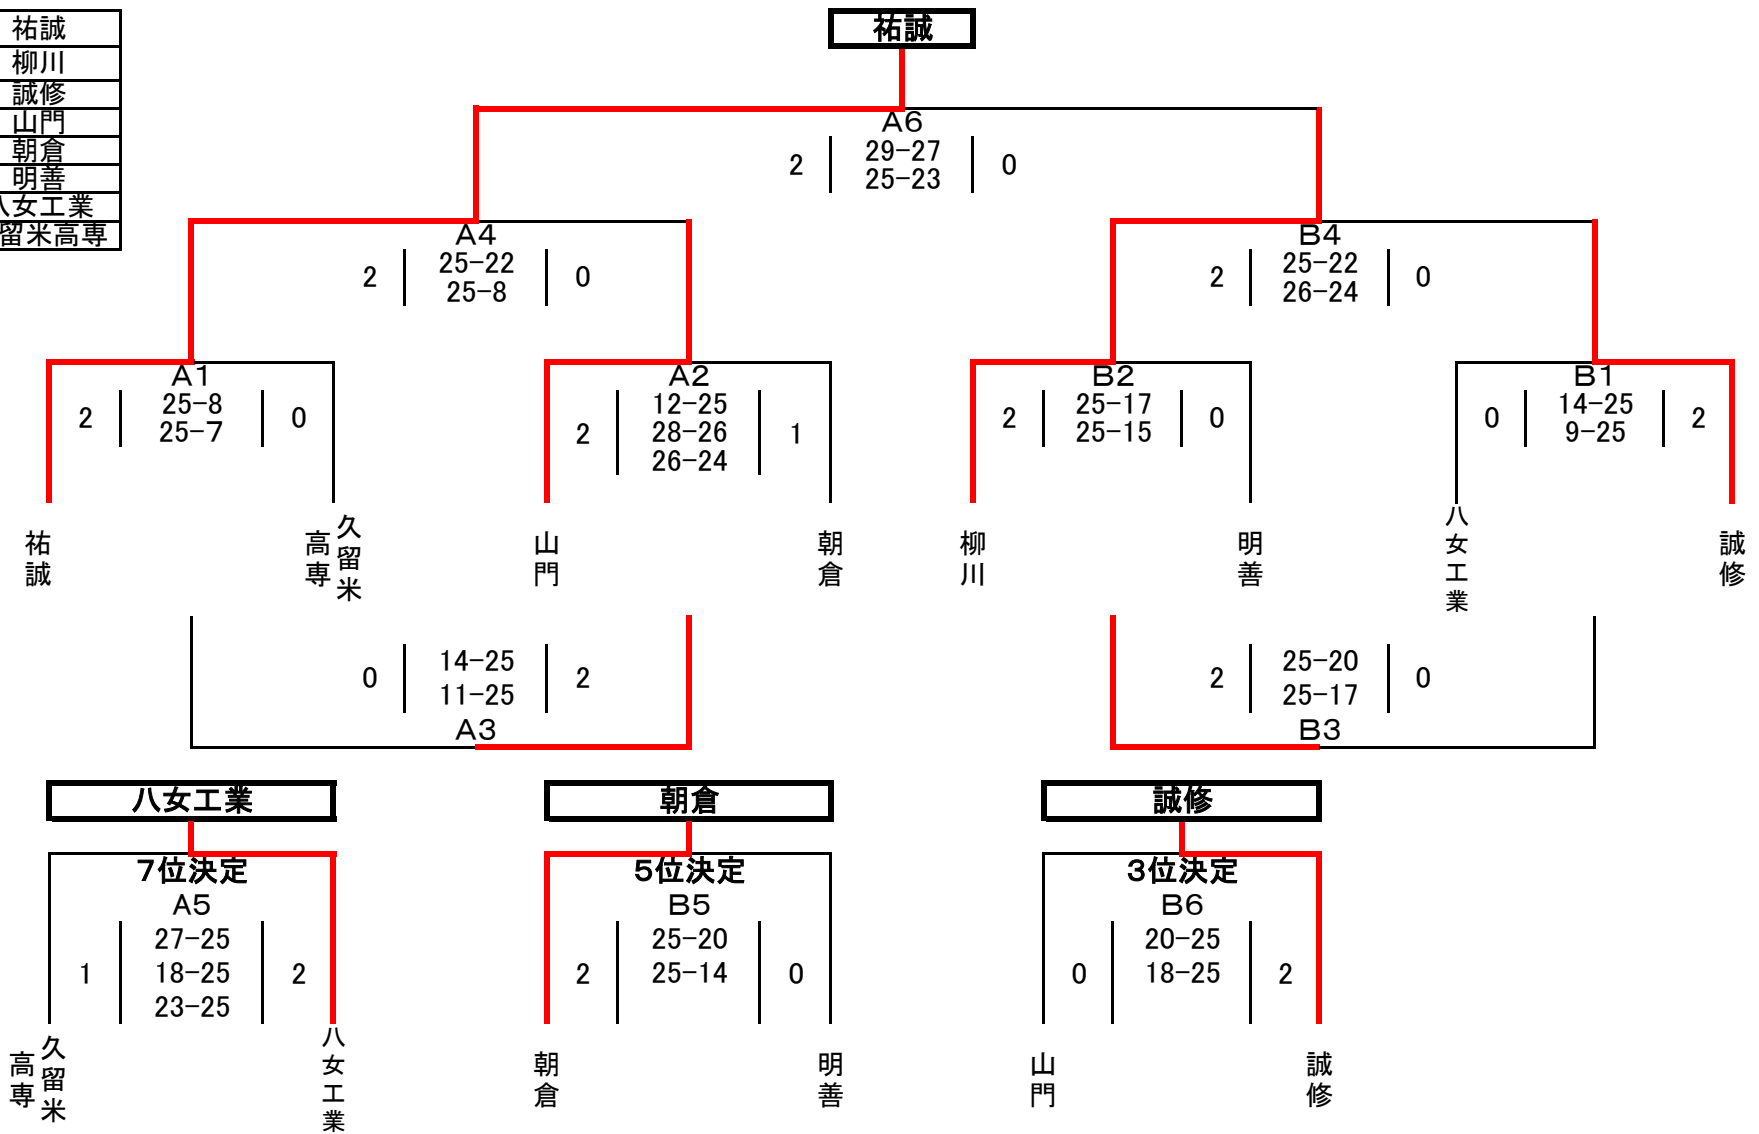 祐誠
柳川
誠修
山門
朝倉
明善
八女工業
留米高専
祐誠
A6
2 29-27 0
25-23
A4
2 25-22 0
25-8
B4
2 25-22 0
26-24
A1
2 25-8 0
25-7
A2
12-25
2 28-26 1
26-24
B2
2 25-17 0
25-15
B1
0 14-25 2
9-25
祐誠
久留米
高専
山門
朝倉
柳川
明善
八女工業
誠修
0 14-25 2
11-25
A3
2 25-20 0
25-17
B3
八女工業
7位決定
A5
27-25
1 18-25 2
23-25
久留米
高専
八女工業
朝倉
5位決定
B5
25-20
2 25-14 0
朝倉
明善
誠修
3位決定
B6
20-25
0 18-25 2
山門
誠修